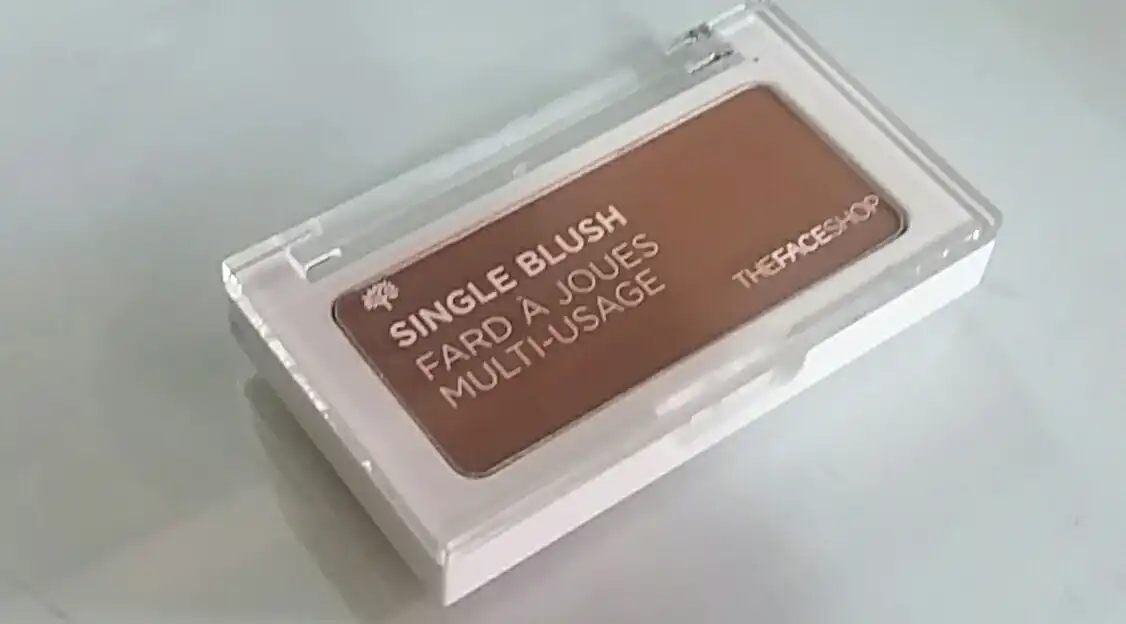 SINGLE BLUSH
FARD À JOUES
MULTI-USAGE
THEFACESHOP